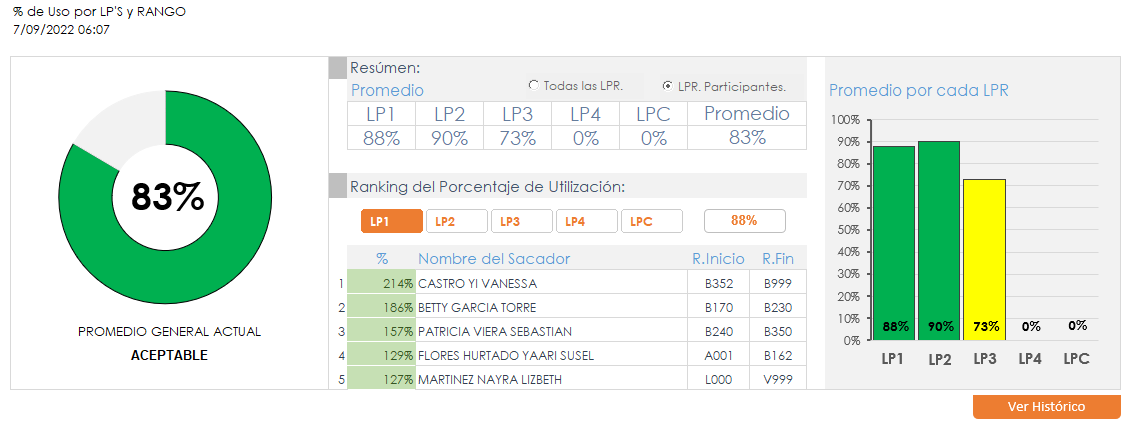 % de Uso por LP'S y RANGO
7/09/2022 06:07
83%
PROMEDIO GENERAL ACTUAL
ACEPTABLE
Resúmen:
Promedio
Todas las LPR.
LPR. Participantes.
LP1 LP2 LP3 LP4 LPC Promedio
88% 90% 73% 0% 0% 83%
Ranking del Porcentaje de Utilización:
LP1 LP2 LP3 LP4 LPC 88%
% Nombre del Sacador R.Inicio R.Fin
1 214% CASTRO YI VANESSA B352 B999
2 186% BETTY GARCIA TORRE B170 B230
3 157% PATRICIA VIERA SEBASTIAN B240 B350
4 129% FLORES HURTADO YAARI SUSEL A001 B162
5 127% MARTINEZ NAYRA LIZBETH L000 V999
Promedio por cada LPR
100%
90%
80%
70%
60%
50%
40%
30%
20%
10%
0%
88% 90% 73% 0% 0%
LP1 LP2 LP3 LP4 LPC
Ver Histórico